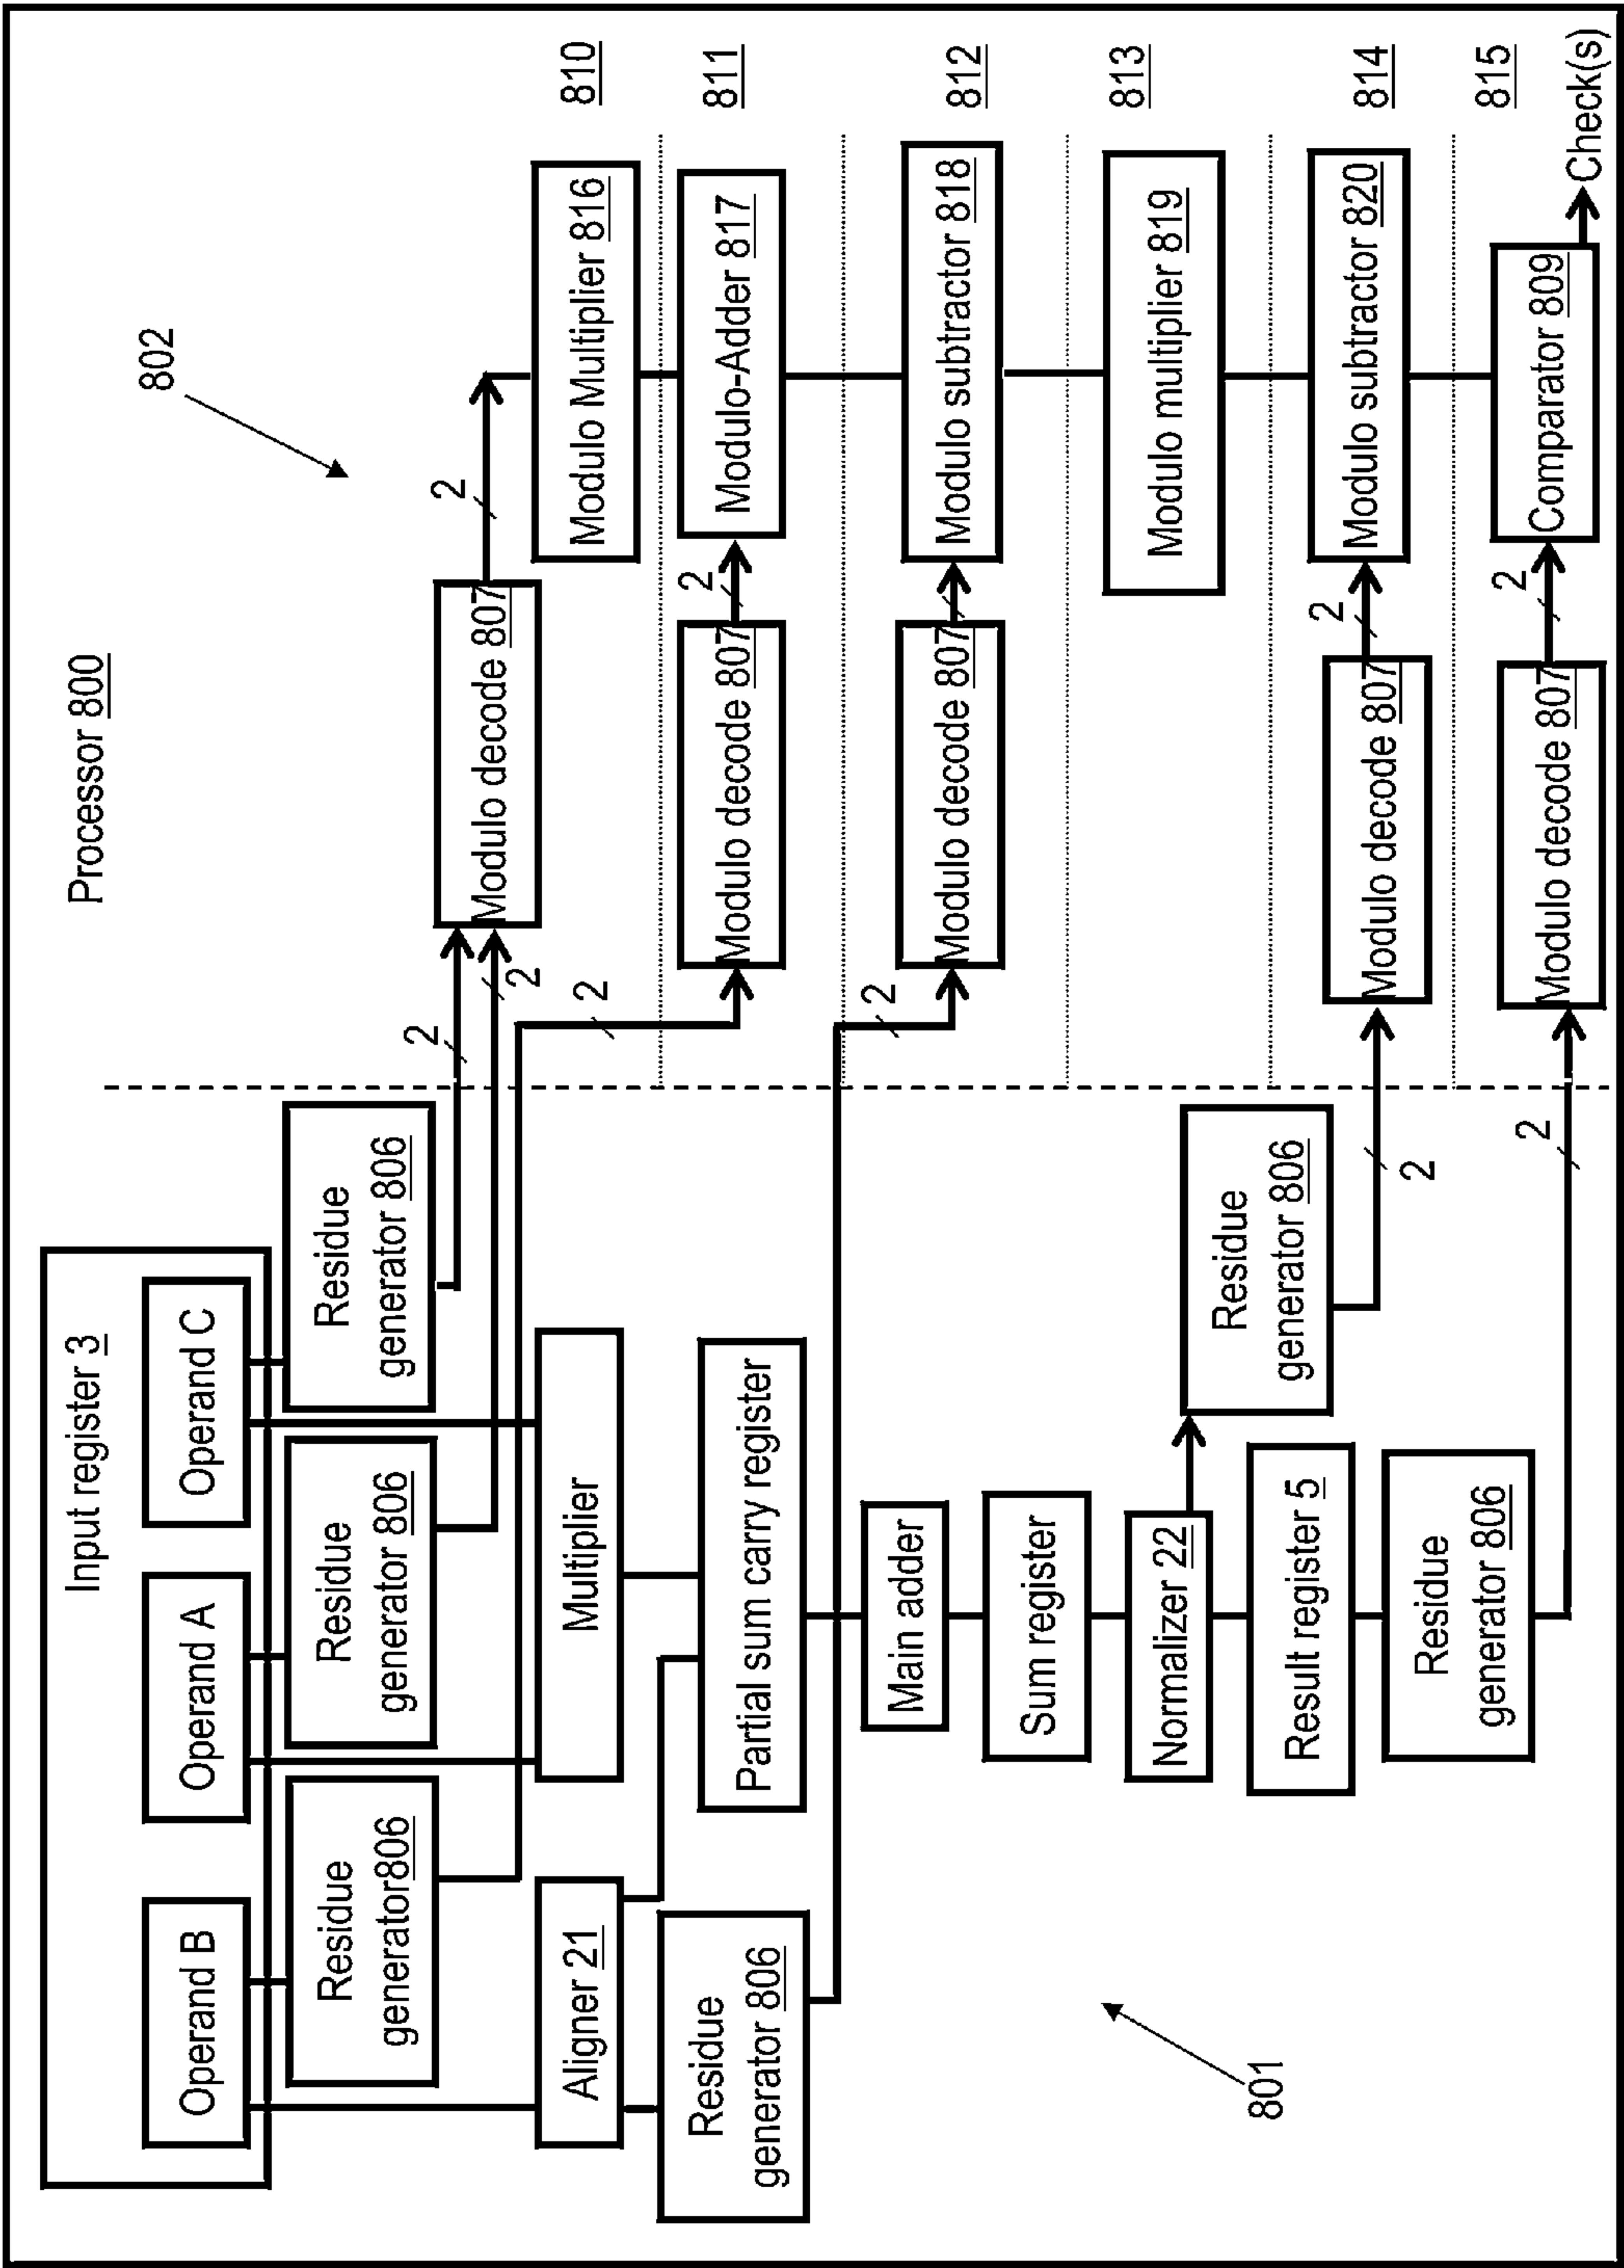 Processor 800
802
Input register 3
Operand B
Operand A
Operand C
Residue
generator806
Residue
generator 806
Residue
generator 806
2
2
2
Modulo decode 807
2
Modulo Multiplier 816
810
Aligner 21
Multiplier
Modulo decode 807
2
Modulo-Adder 817
811
Residue
generator 806
Partial sum carry register
2
Modulo decode 807
Modulo subtractor 818
812
Main adder
Sum register
Modulo multiplier 819
813
Normalizer 22
Residue
generator 806
2
Modulo decode 807
2
Modulo subtractor 820
814
Result register 5
Residue
generator 806
2
Modulo decode 807
2
Comparator 809
815
Check(s)
801